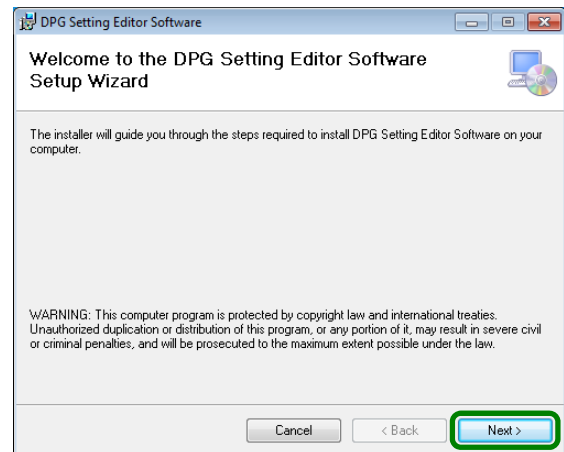 DPG Setting Editor Software
Welcome to the DPG Setting Editor Software
Setup Wizard
The installer will guide you through the steps required to install DPG Setting Editor Software on your
computer.
WARNING: This computer program is protected by copyright law and international treaties.
Unauthorized duplication or distribution of this program, or any portion of it, may result in severe civil
or criminal penalties, and will be prosecuted to the maximum extent possible under the law.
Cancel
< Back
Next >